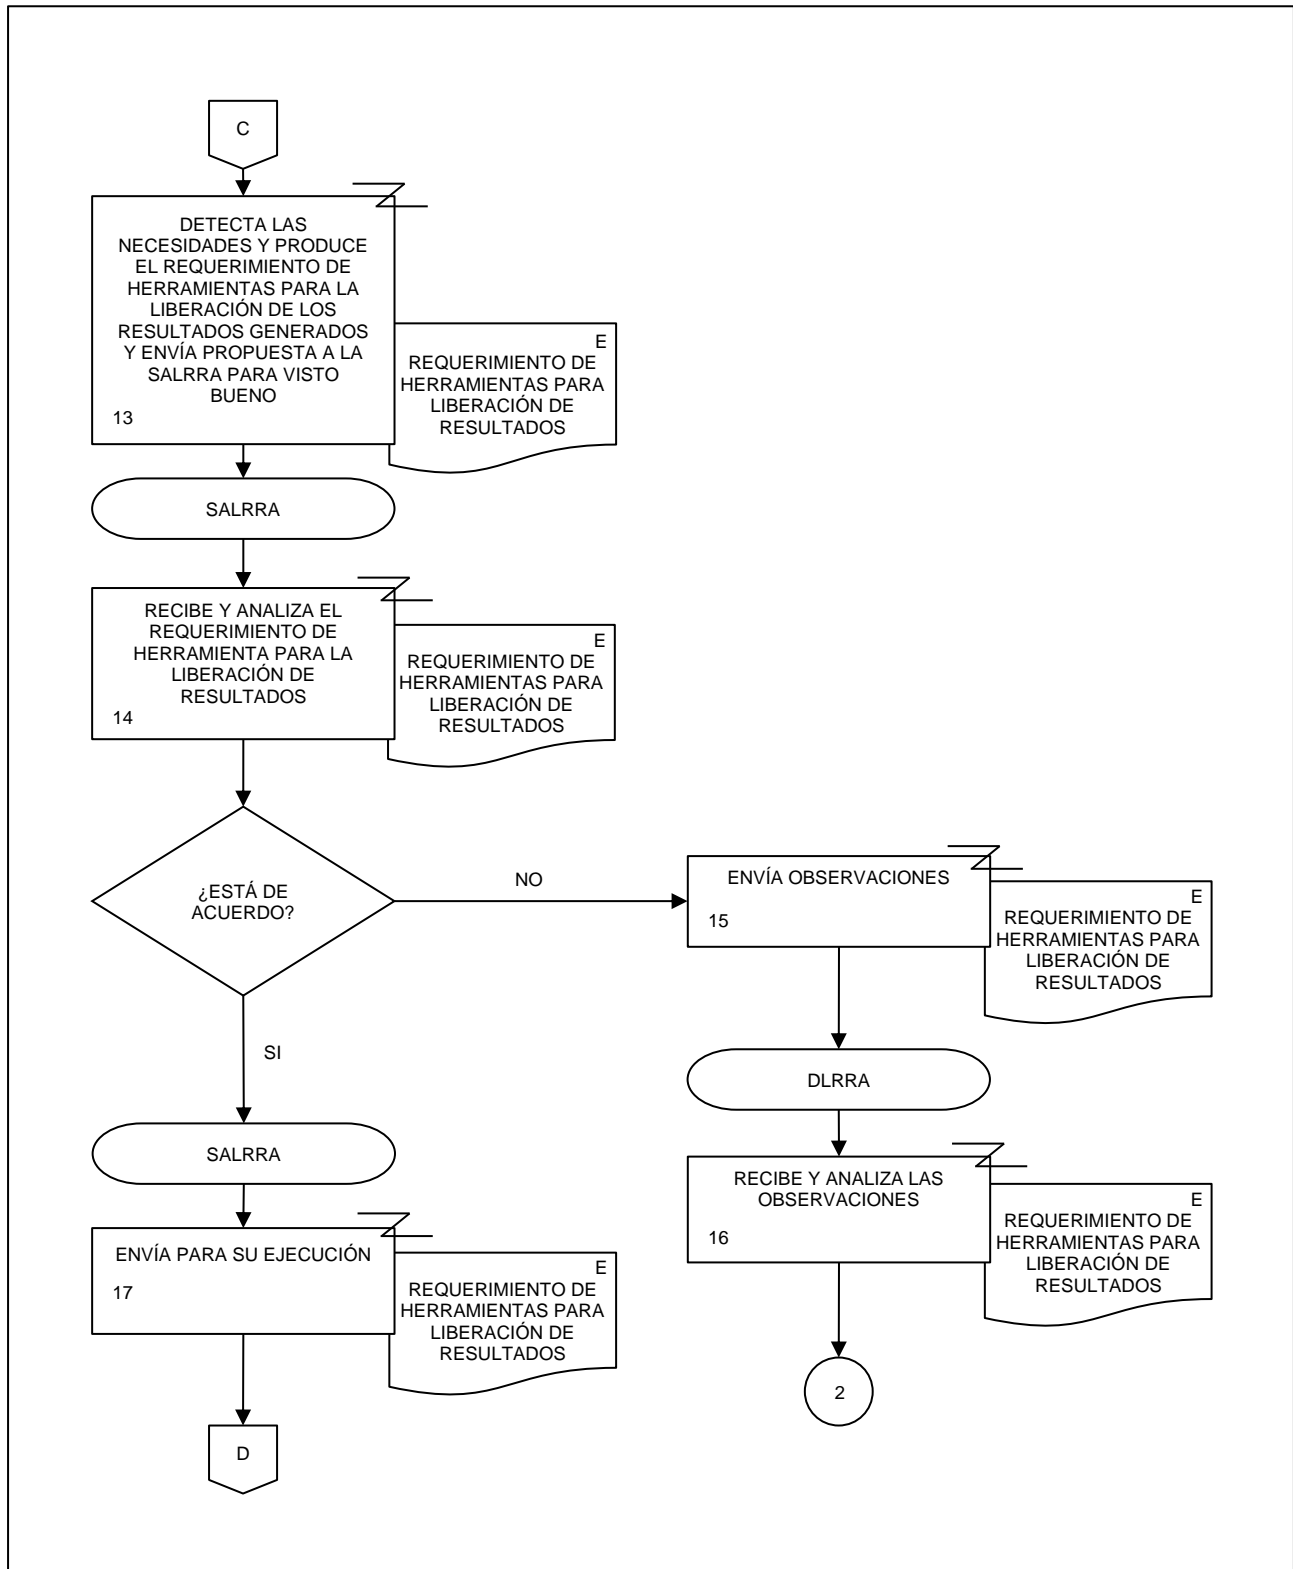 C
DETECTA LAS
NECESIDADES Y PRODUCE
EL REQUERIMIENTO DE
HERRAMIENTAS PARA LA
LIBERACIÓN DE LOS
RESULTADOS GENERADOS
Y ENVÍA PROPUESTA A LA
SALRRA PARA VISTO
BUENO
13
E
REQUERIMIENTO DE
HERRAMIENTAS PARA
LIBERACIÓN DE
RESULTADOS
SALRRA
RECIBE Y ANALIZA EL
REQUERIMIENTO DE
HERRAMIENTA PARA LA
LIBERACIÓN DE
RESULTADOS
14
E
REQUERIMIENTO DE
HERRAMIENTAS PARA
LIBERACIÓN DE
RESULTADOS
¿ESTÁ DE
ACUERDO?
NO
ENVÍA OBSERVACIONES
15
E
REQUERIMIENTO DE
HERRAMIENTAS PARA
LIBERACIÓN DE
RESULTADOS
DLRRA
RECIBE Y ANALIZA LAS
OBSERVACIONES
16
E
REQUERIMIENTO DE
HERRAMIENTAS PARA
LIBERACIÓN DE
RESULTADOS
2
SI
SALRRA
ENVÍA PARA SU EJECUCIÓN
17
E
REQUERIMIENTO DE
HERRAMIENTAS PARA
LIBERACIÓN DE
RESULTADOS
D